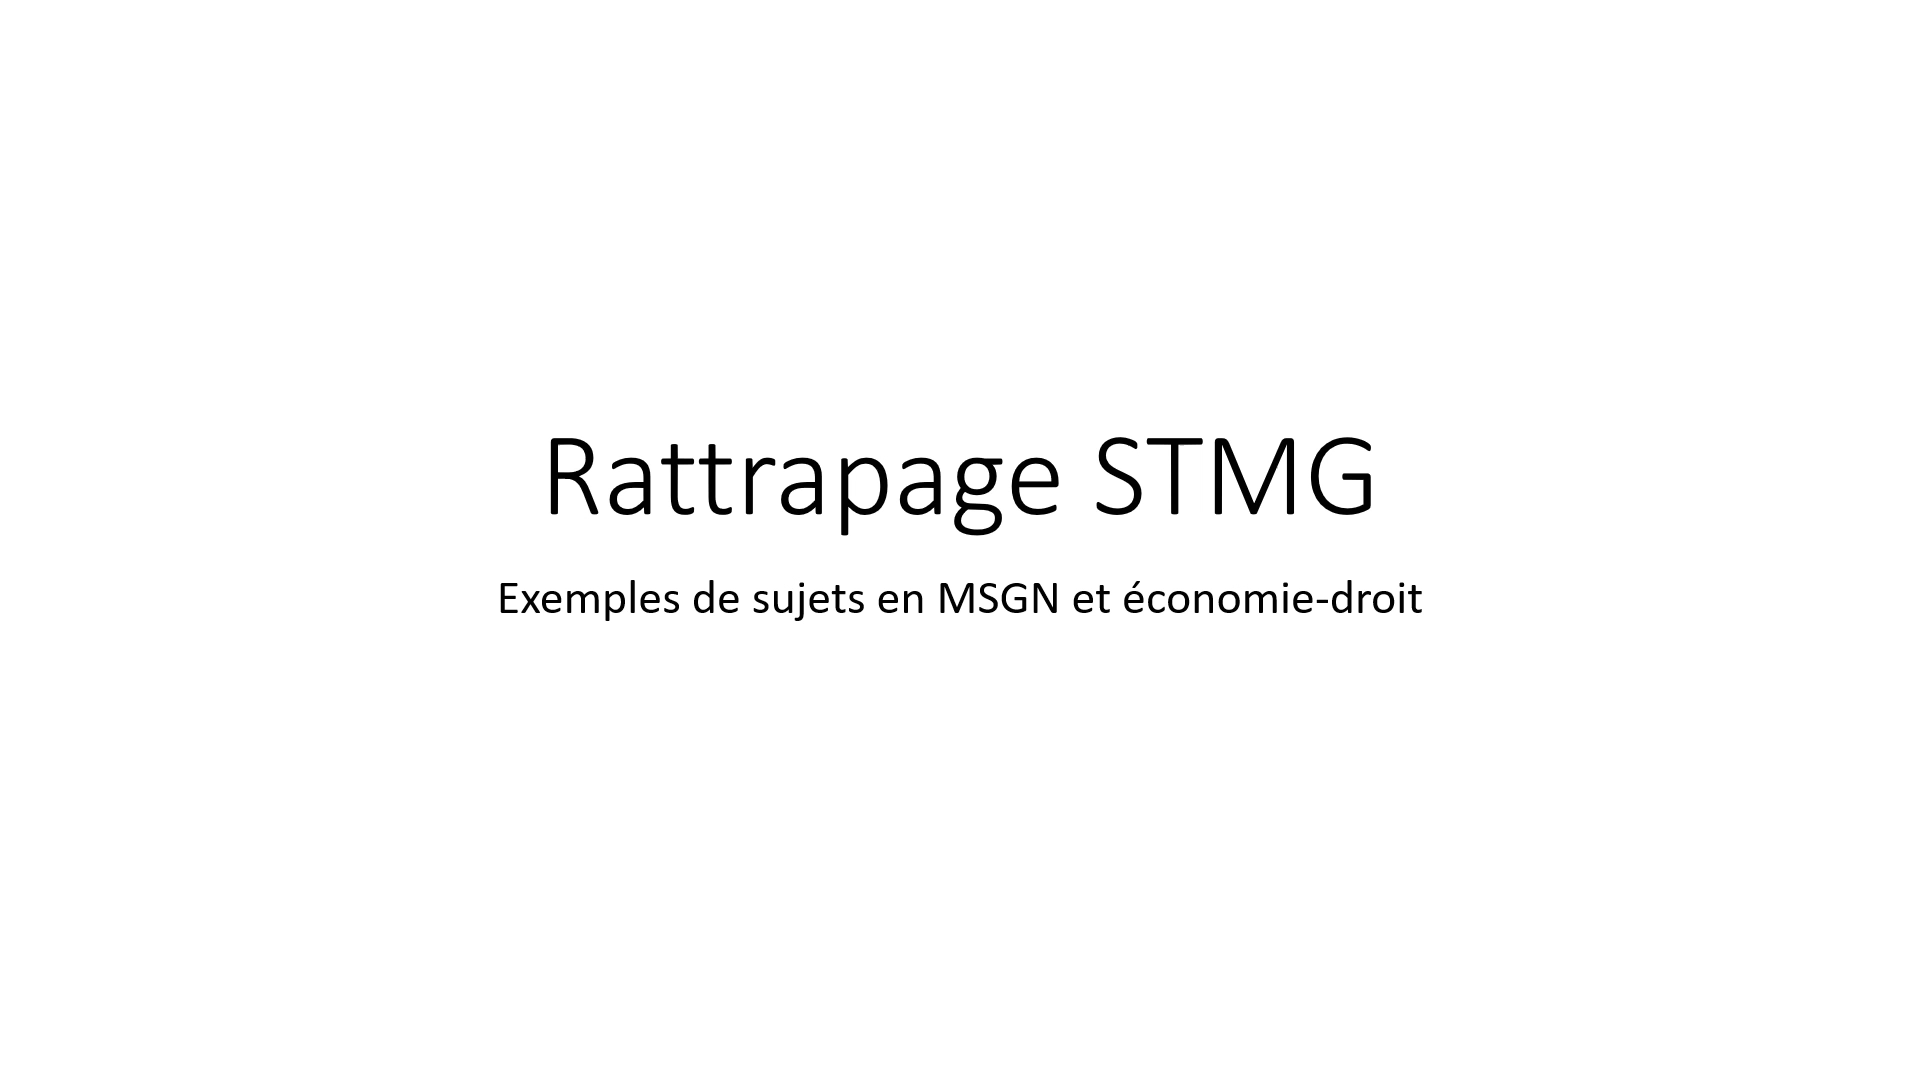 Rattrapage STMG
Exemples de sujets en MSGN et économie-droit